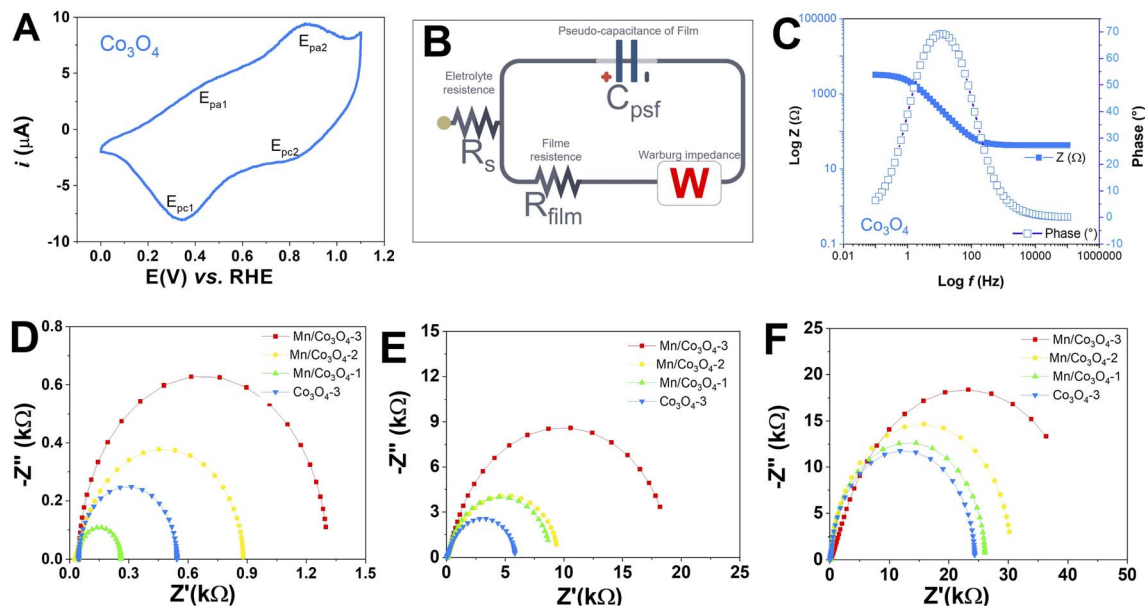 A
Co3O4
10
5
0
-5
-10
i (μA)
Epa1
Epa2
Epc1
Epc2
0.0 0.2 0.4 0.6 0.8 1.0 1.2
E(V) vs. RHE
B
Pseudo-capacitance of Film
+ -
Cpsf
Eletrolyte
resistence
Rs
Filme
resistence
Rfilm
Warburg impedance
W
C
100000
1000
10
0.1
Log Z (Ω)
70
60
50
40
30
20
10
0
-10
Phase (°)
Z (Ω)
Phase (°)
Co3O4
0.01 1 100 10000 1000000
Log f (Hz)
D
0.8
0.6
0.4
0.2
0.0
-Z'' (kΩ)
Mn/Co3O4-3
Mn/Co3O4-2
Mn/Co3O4-1
Co3O4-3
0.0 0.3 0.6 0.9 1.2 1.5
Z'(kΩ)
E
15
12
9
6
3
0
-Z'' (kΩ)
Mn/Co3O4-3
Mn/Co3O4-2
Mn/Co3O4-1
Co3O4-3
0 5 10 15 20 25
Z'(kΩ)
F
25
20
15
10
5
0
-Z'' (kΩ)
Mn/Co3O4-3
Mn/Co3O4-2
Mn/Co3O4-1
Co3O4-3
0 10 20 30 40 50
Z'(kΩ)